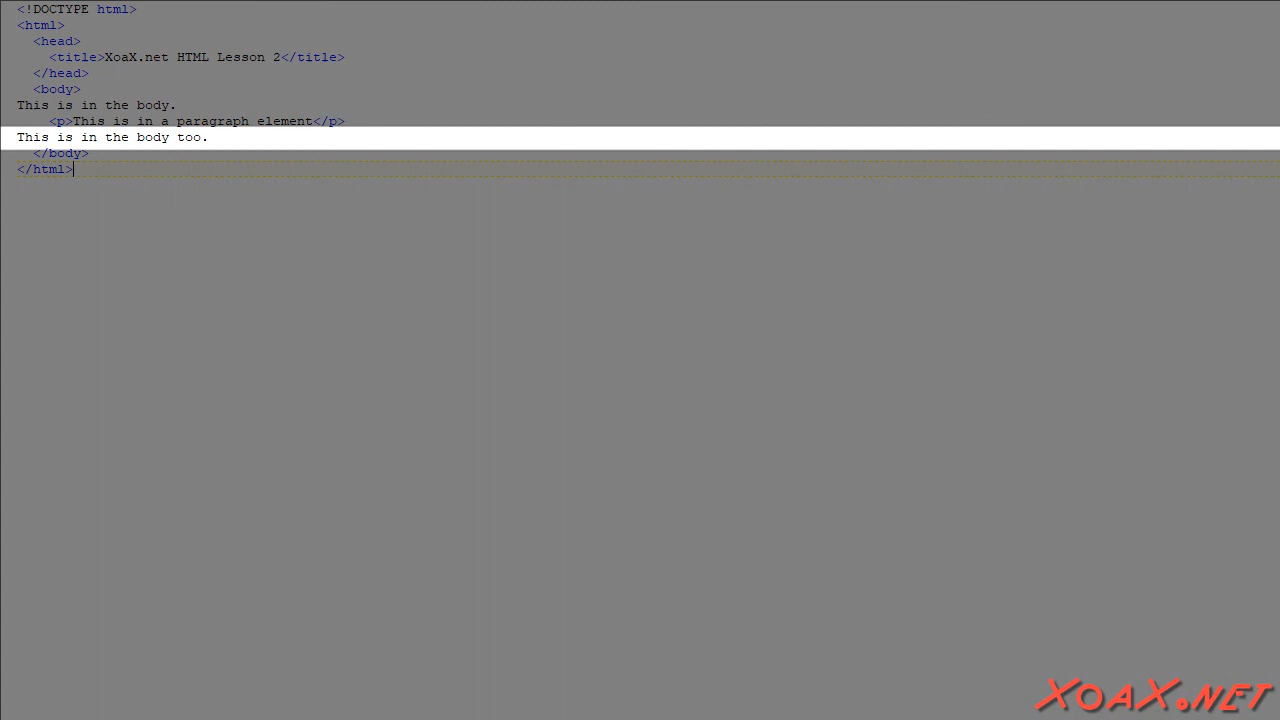 <!DOCTYPE html>
<html>
  <head>
    <title>XoaX.net HTML Lesson 2</title>
  </head>
  <body>
This is in the body.
    <p>This is in a paragraph element</p>
This is in the body too.
  </body>
</html>
XOAX.NET